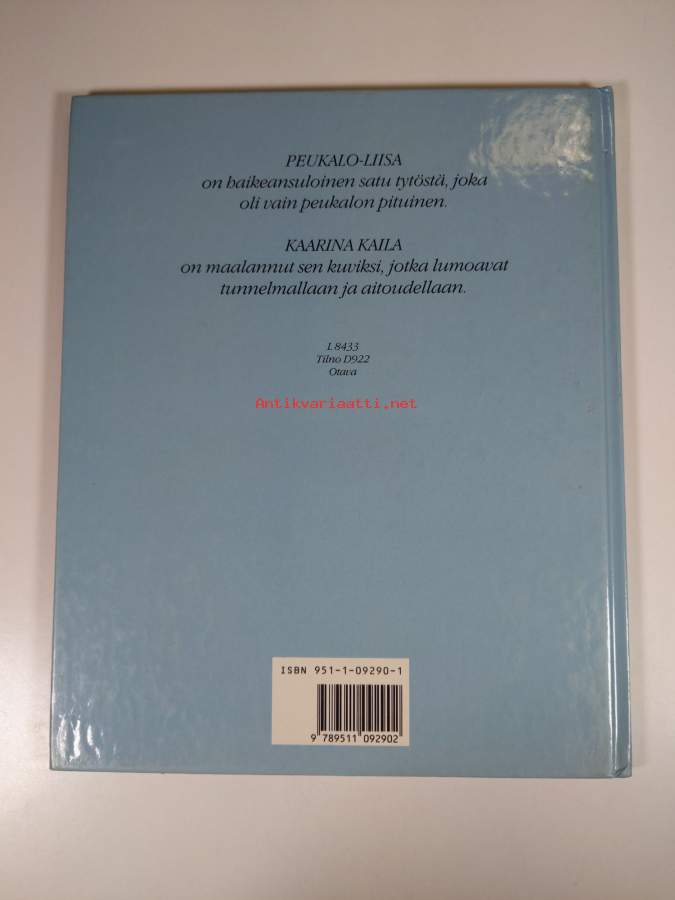 PEUKALO-LIISA
on haikeansuloinen satu tytöstä, joka
oli vain peukalon pituinen.
KAARINA KAILA
on maalannut sen kuviksi, jotka lumoavat
tunnelmallaan ja aitoudellaan.
L 8433
Tilno D922
Otava
Antikvariaatti.net
ISBN 951-1-09290-1
9 789511 092902